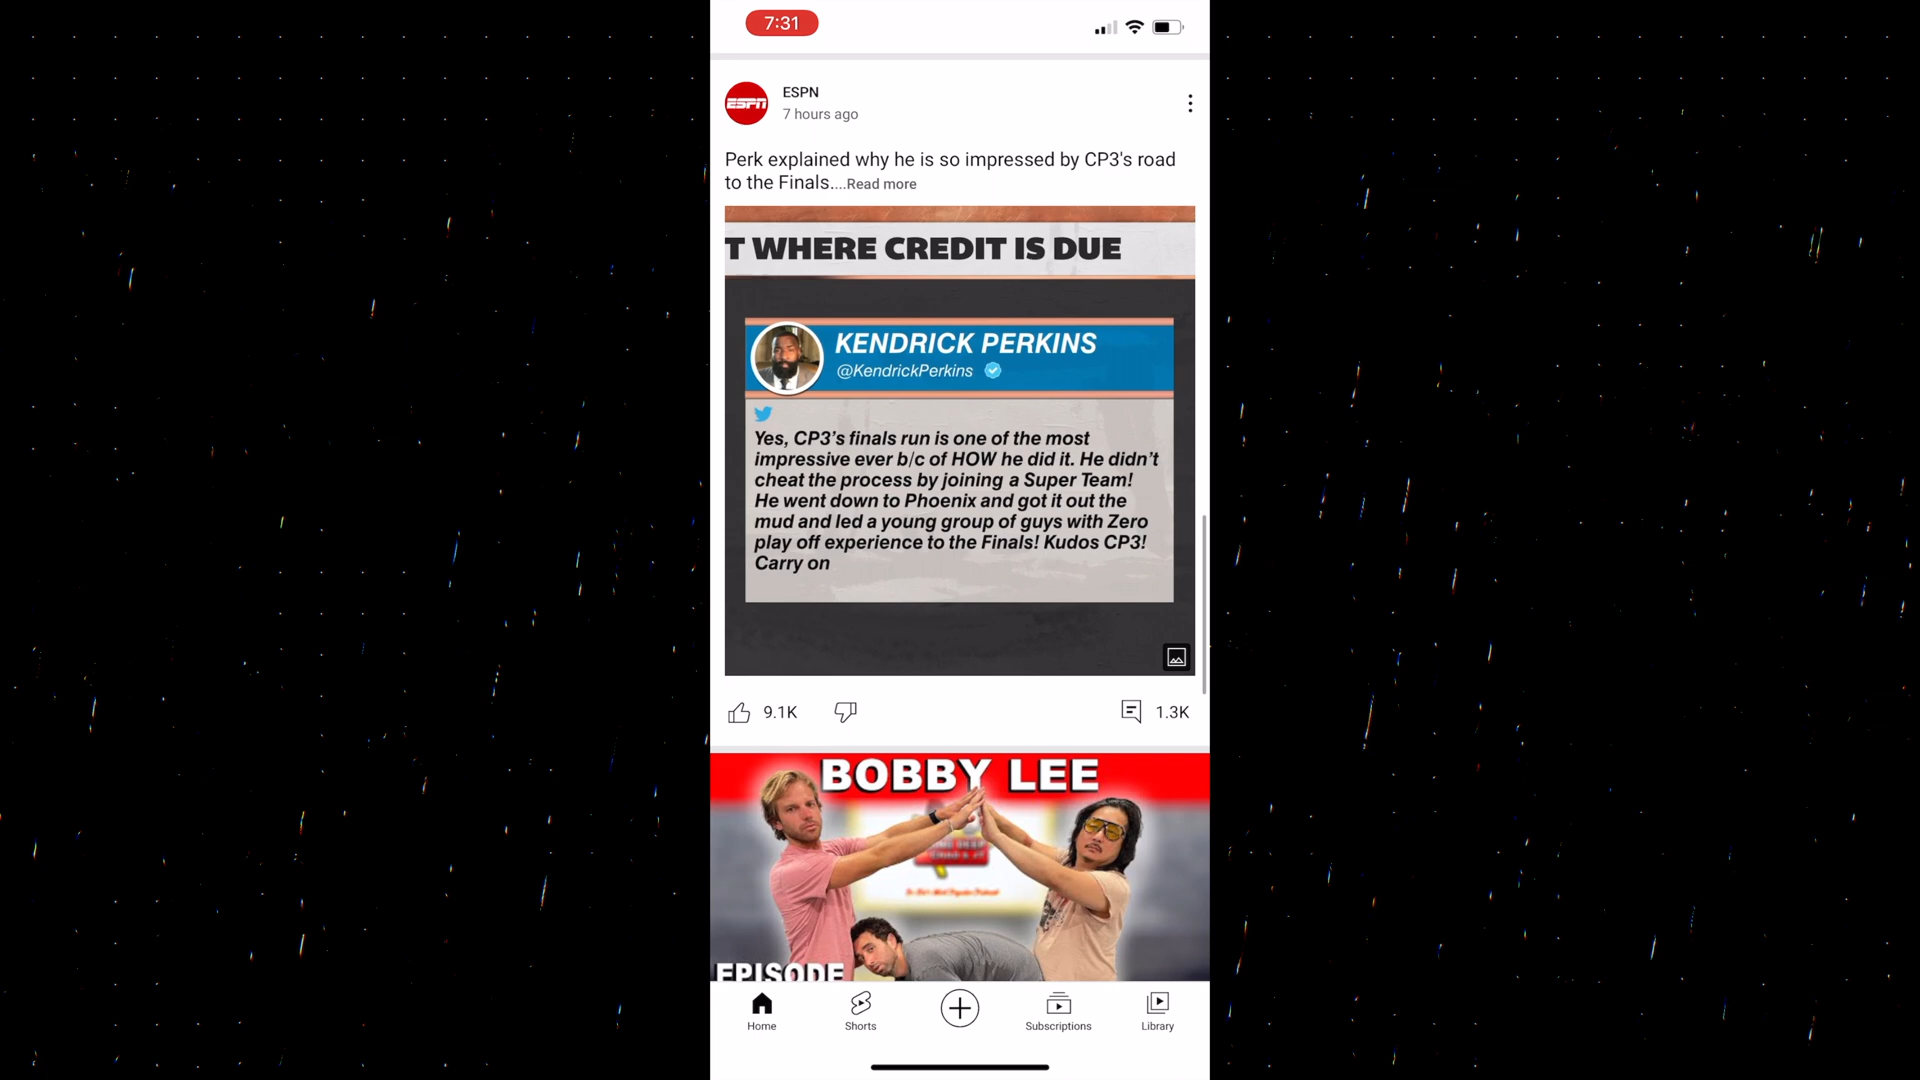 7:31
ESPN
ESPN
7 hours ago
Perk explained why he is so impressed by CP3's road
to the Finals....Read more
T WHERE CREDIT IS DUE
KENDRICK PERKINS
@KendrickPerkins
Yes, CP3's finals run is one of the most
impressive ever b/c of HOW he did it. He didn't
cheat the process by joining a Super Team!
He went down to Phoenix and got it out the
mud and led a young group of guys with Zero
play off experience to the Finals! Kudos CP3!
Carry on
9.1K
1.3K
BOBBY LEE
EPISODE
Home
Shorts
Subscriptions
Library